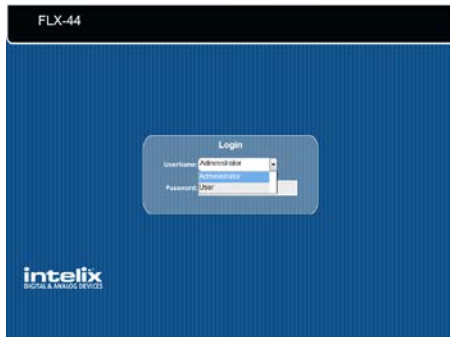 FLX-44
Login
Username: Administrator
Administrator
Password: User
intelix
DIGITAL & ANALOG DEVICES